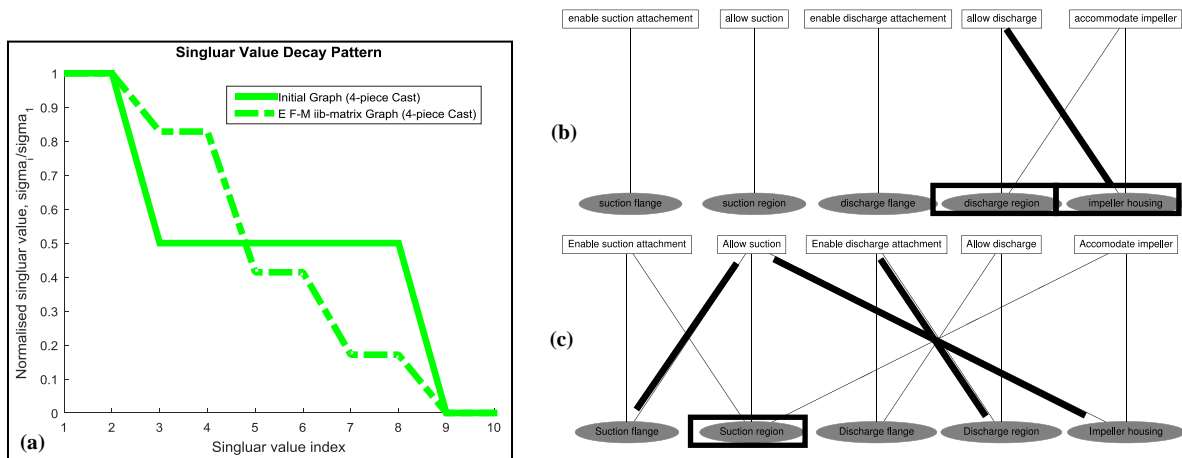 Singluar Value Decay Pattern
Initial Graph (4-piece Cast)
E F-M iib-matrix Graph (4-piece Cast)
Normalised singluar value, sigma_i/sigma_1
1
0.9
0.8
0.7
0.6
0.5
0.4
0.3
0.2
0.1
0
1 2 3 4 5 6 7 8 9 10
Singluar value index
(a)
enable suction attachement allow suction enable discharge attachement allow discharge accommodate impeller
(b)
suction flange suction region discharge flange discharge region impeller housing
Enable suction attachment Allow suction Enable discharge attachment Allow discharge Accomodate impeller
(c)
Suction flange Suction region Discharge flange Discharge region Impeller housing